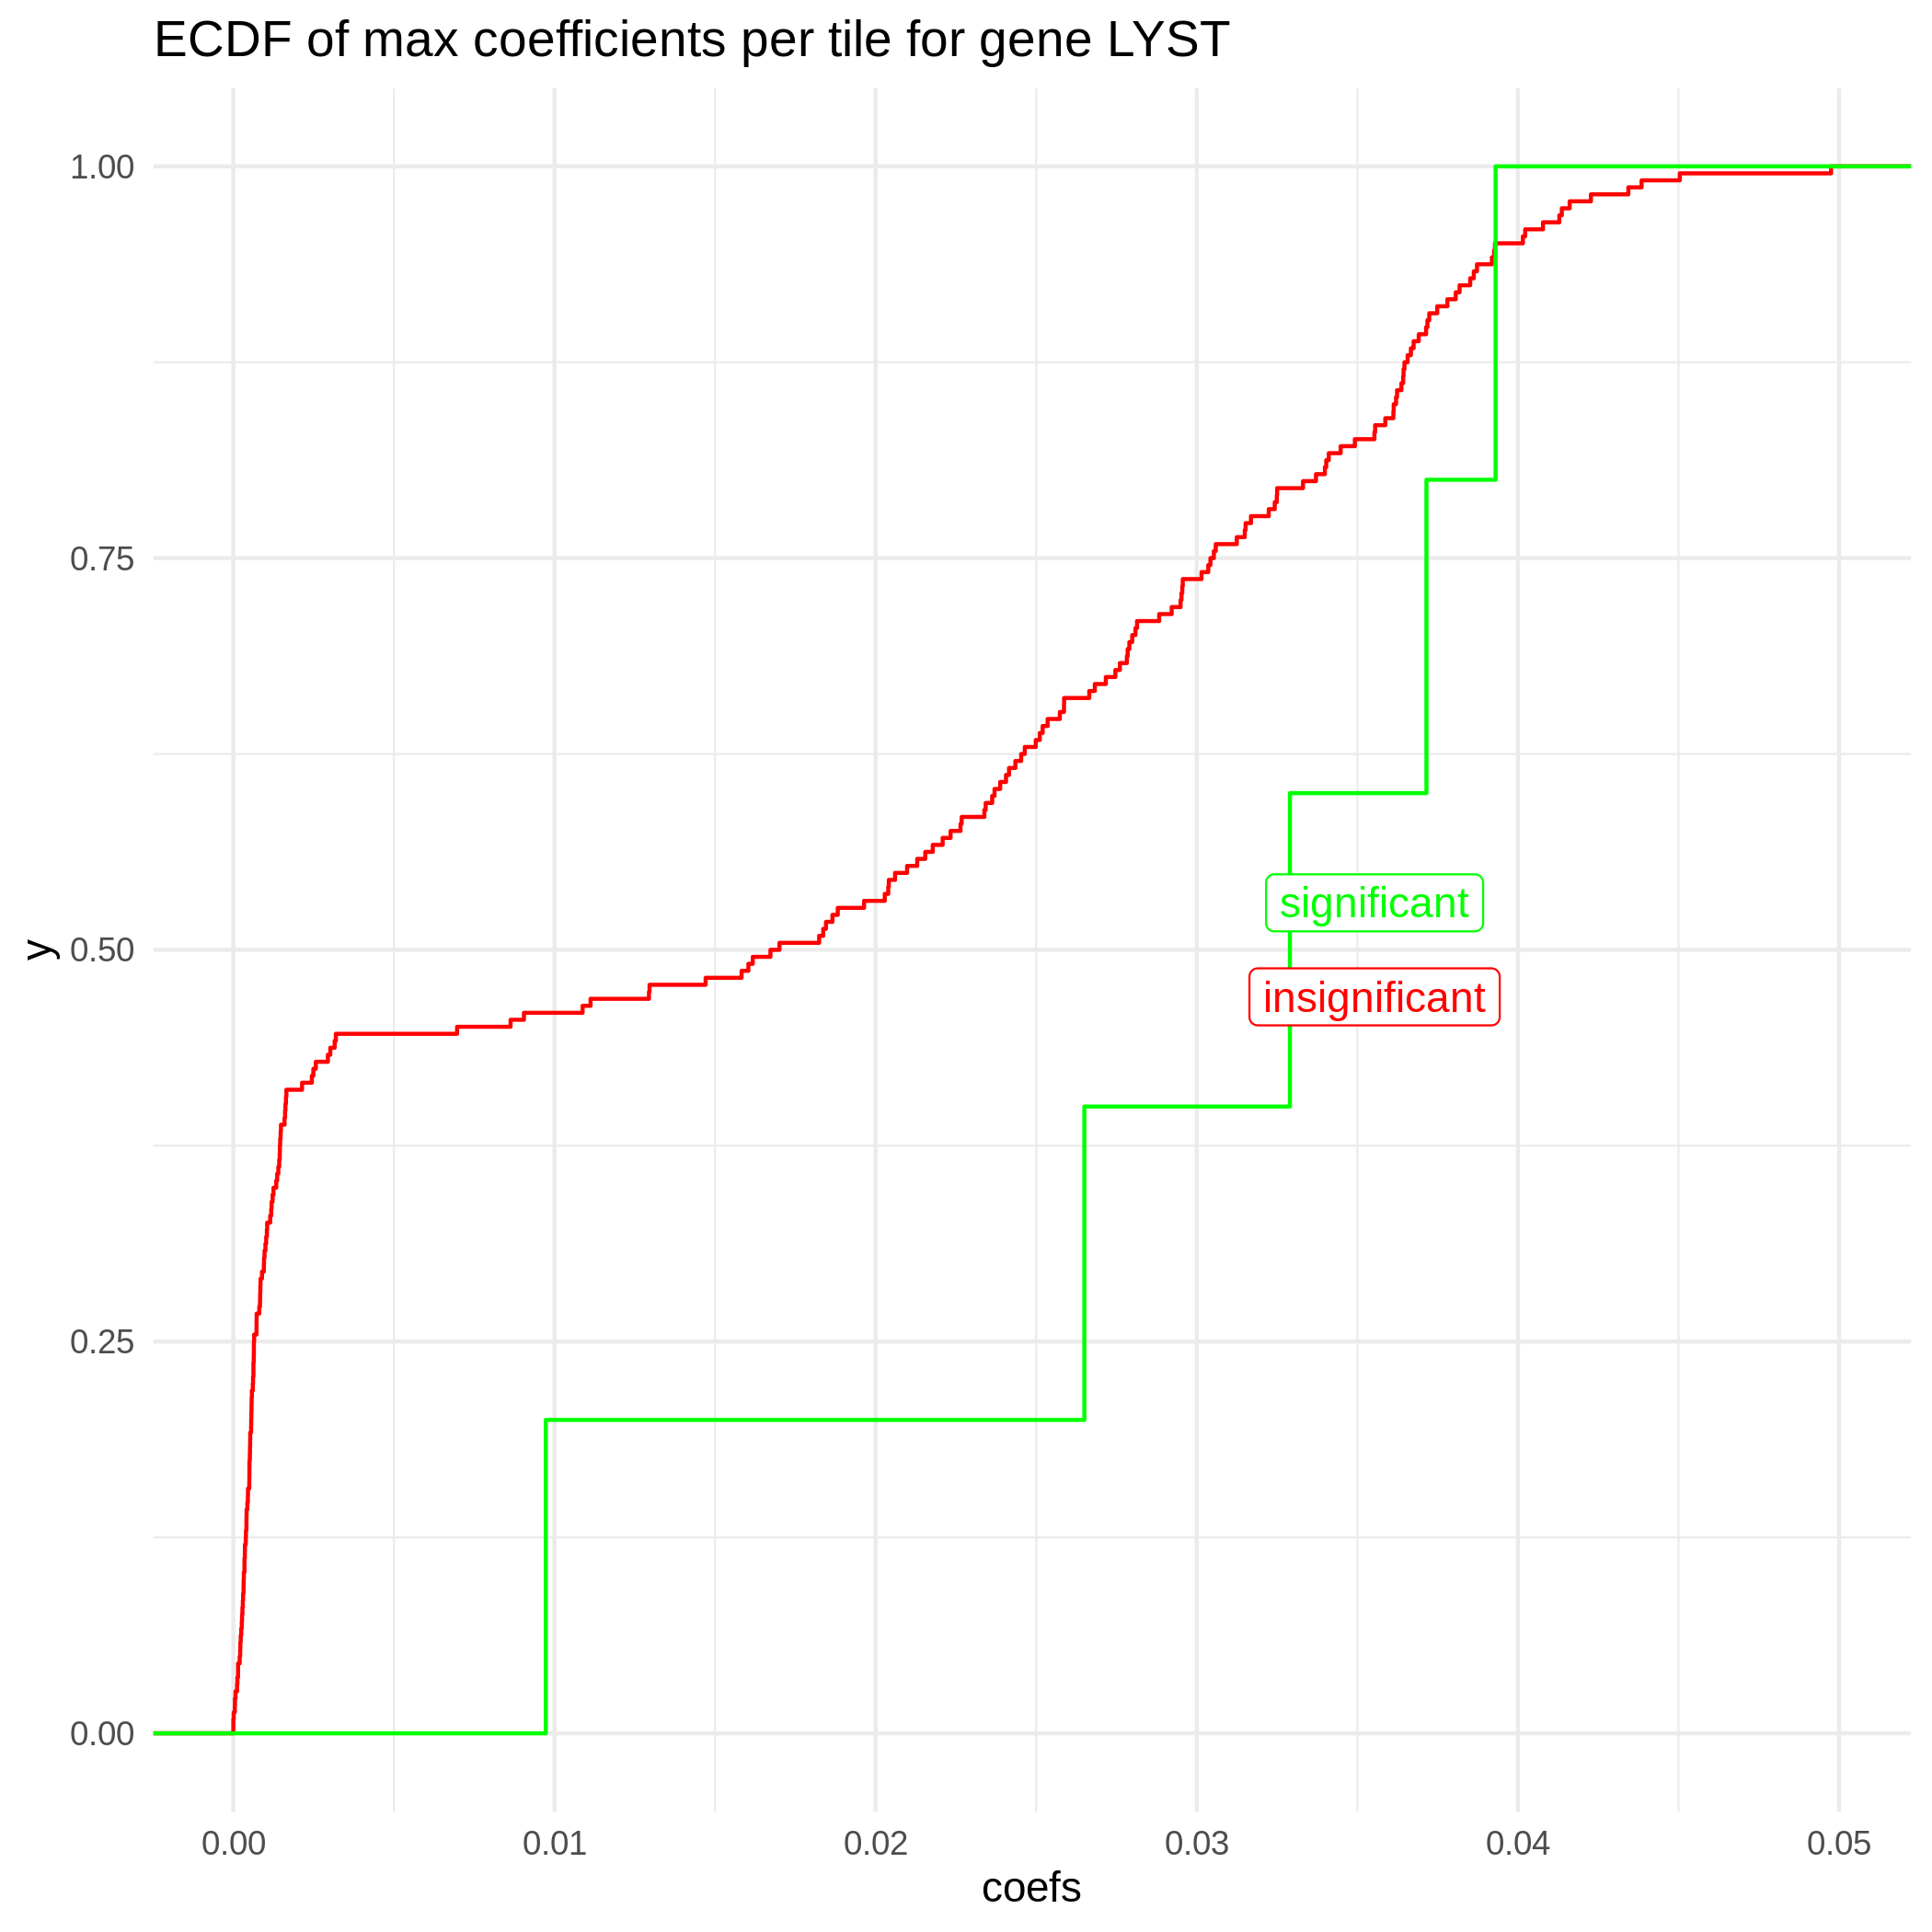 ECDF of max coefficients per tile for gene LYST
1.00
0.75
0.50
0.25
0.00
y
significant
insignificant
0.00 0.01 0.02 0.03 0.04 0.05
coefs